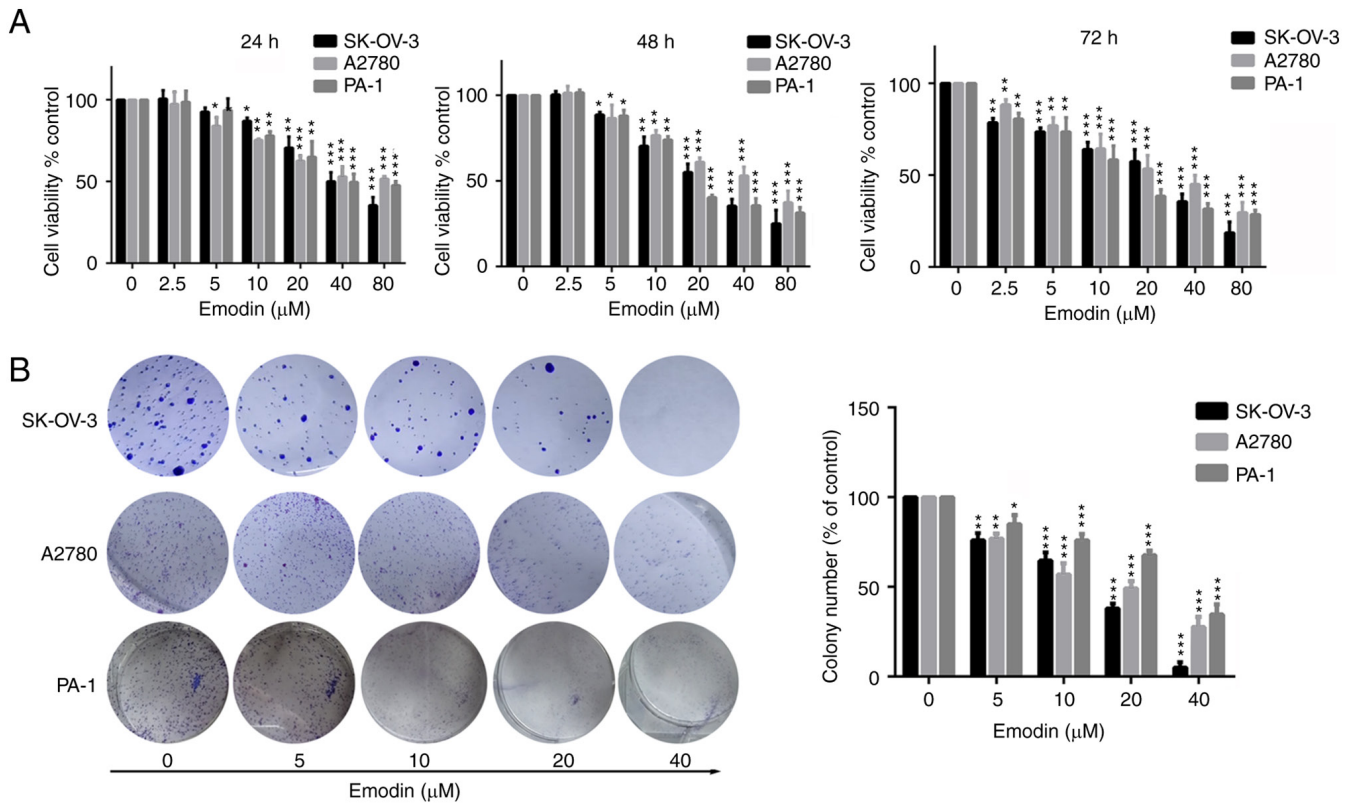 A
24 h
SK-OV-3
A2780
PA-1
Cell viability % control
100
50
0
0 2.5 5 10 20 40 80
Emodin (μM)
48 h
SK-OV-3
A2780
PA-1
Cell viability % control
100
50
0
0 2.5 5 10 20 40 80
Emodin (μM)
72 h
SK-OV-3
A2780
PA-1
Cell viability % control
100
50
0
0 2.5 5 10 20 40 80
Emodin (μM)
B
SK-OV-3
A2780
PA-1
0 5 10 20 40
Emodin (μM)
SK-OV-3
A2780
PA-1
Colony number (% of control)
150
100
50
0
0 5 10 20 40
Emodin (μM)